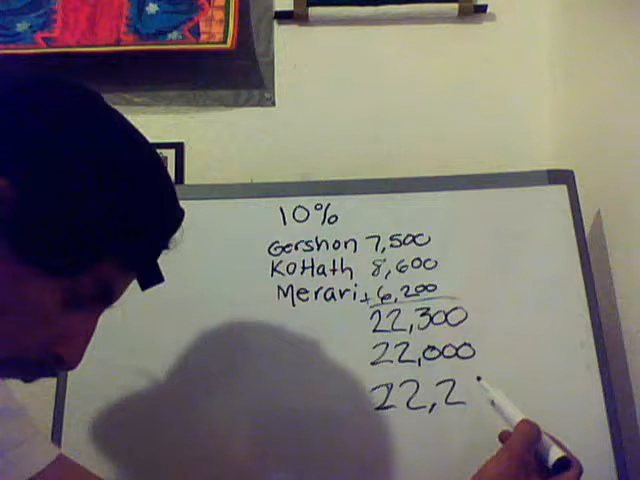 10%
Gershon 7,500
KOHath 8,600
Merari + 6,200
22,300
22,000
22,2